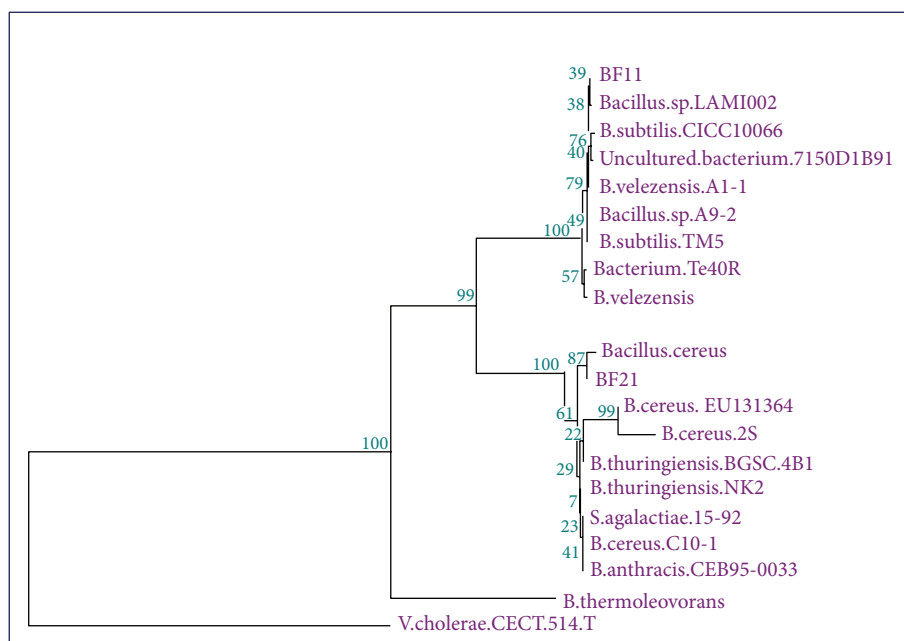 39
BF11
38
Bacillus.sp.LAMI002
76
B.subtilis.CICC10066
40
Uncultured.bacterium.7150D1B91
79
B.velezensis.A1-1
49
Bacillus.sp.A9-2
100
B.subtilis.TM5
57
Bacterium.Te40R
99
B.velezensis
100
87
Bacillus.cereus
BF21
61
99
B.cereus. EU131364
22
B.cereus.2S
100
29
B.thuringiensis.BGSC.4B1
7
B.thuringiensis.NK2
23
S.agalactiae.15-92
41
B.cereus.C10-1
B.anthracis.CEB95-0033
B.thermoleovorans
V.cholerae.CECT.514.T